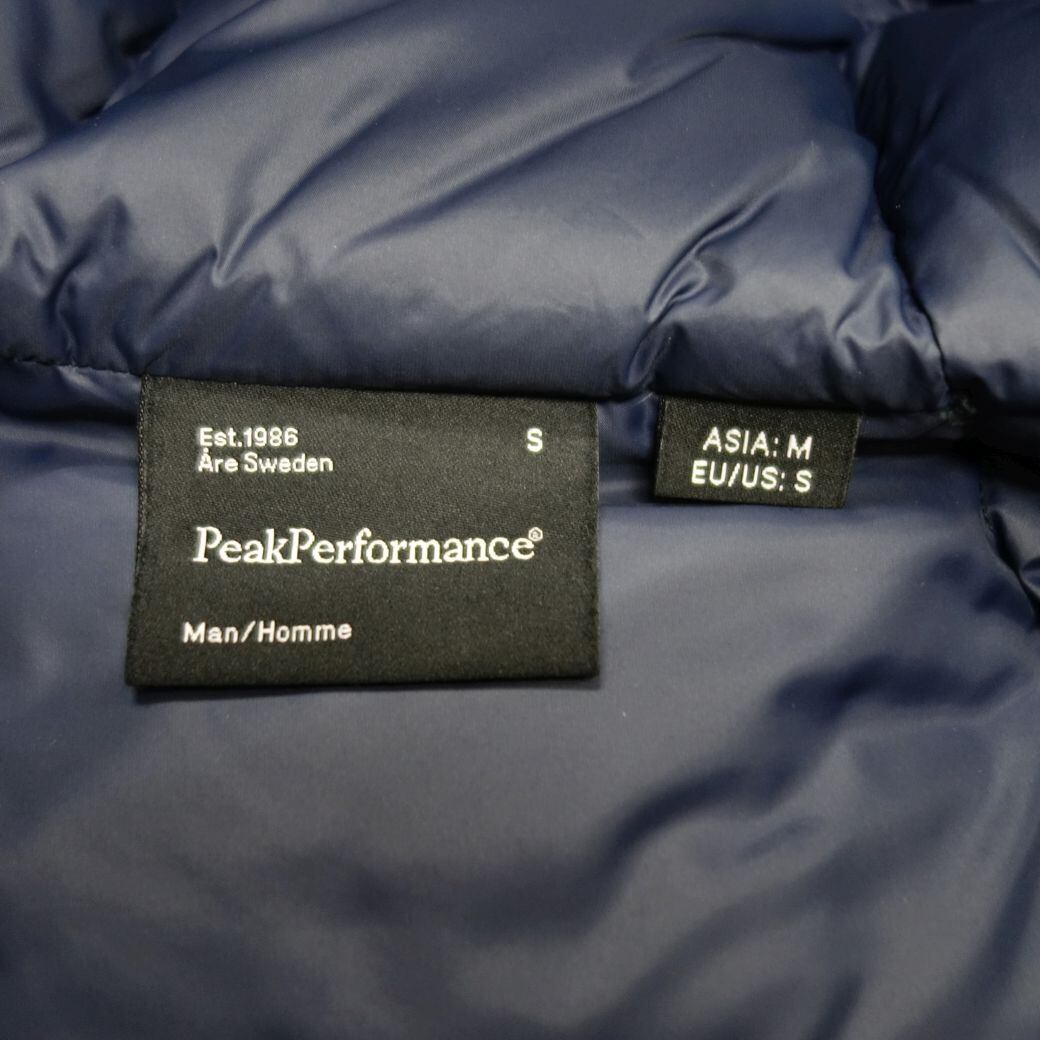 Est.1986
Åre Sweden
S
PeakPerformance®
Man/Homme
ASIA: M
EU/US: S